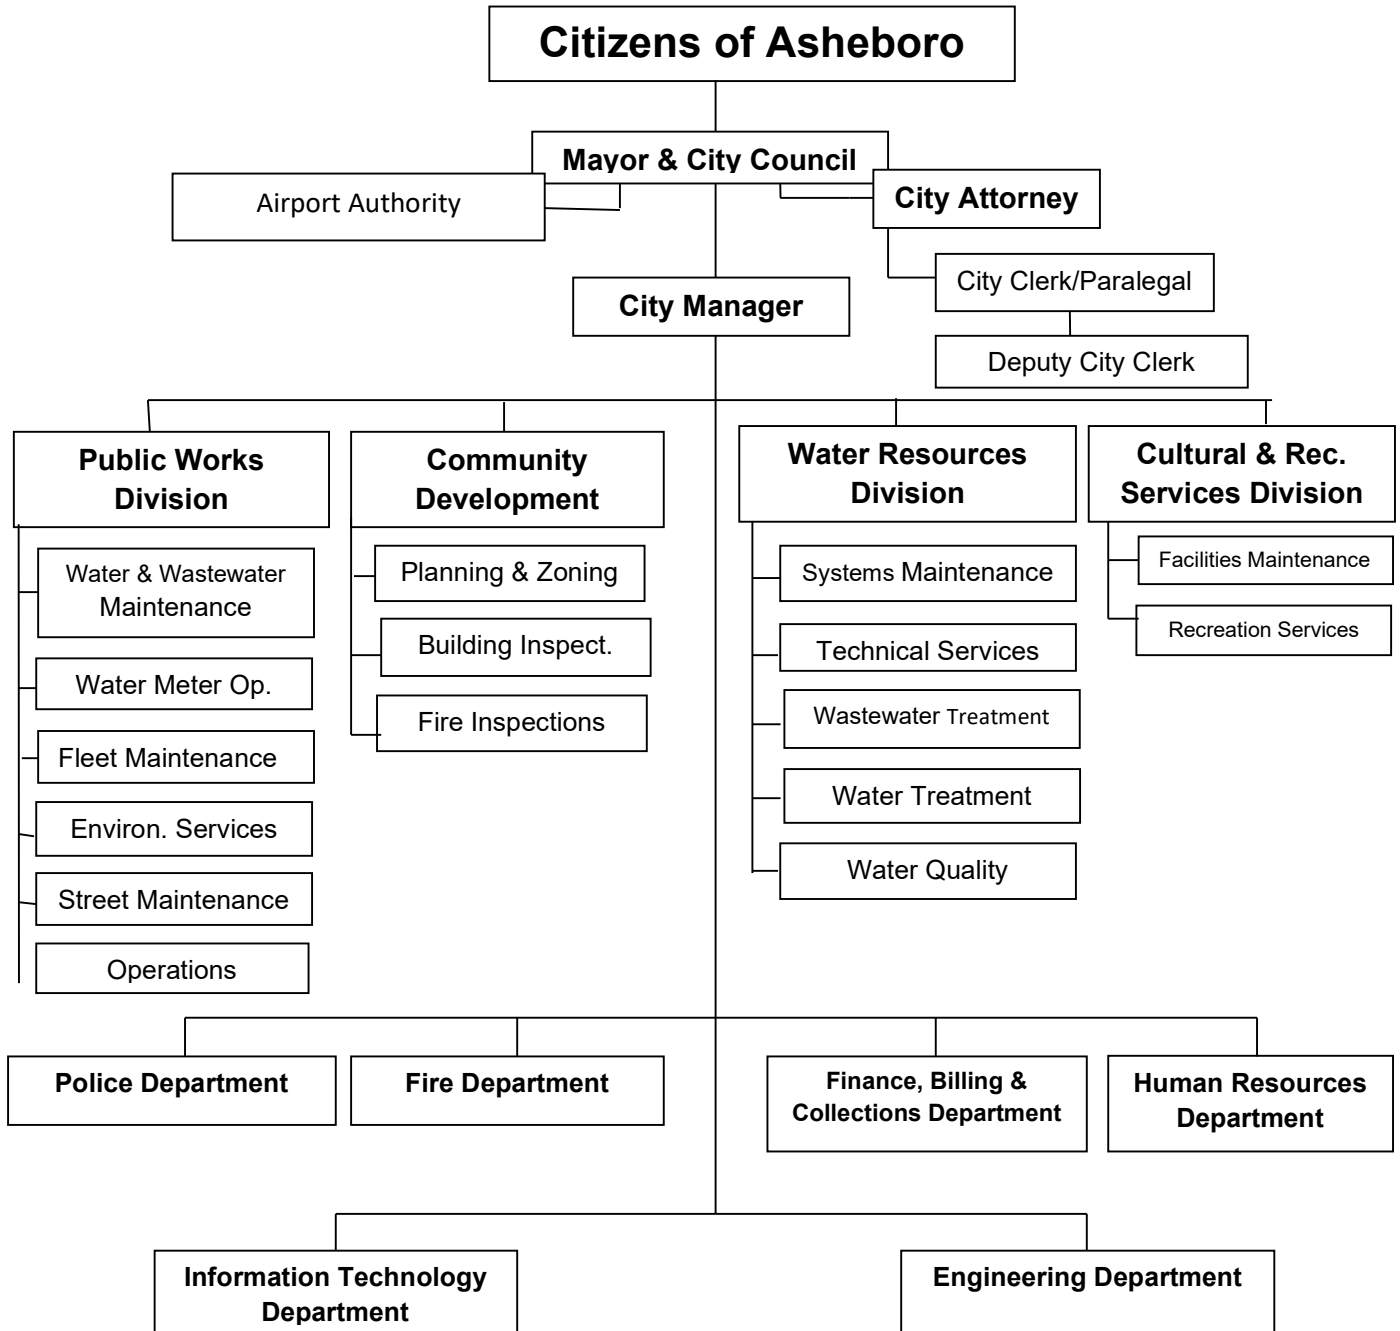 Citizens of Asheboro
Mayor & City Council
Airport Authority
City Attorney
City Clerk/Paralegal
City Manager
Deputy City Clerk
Public Works
Division
Community
Development
Water Resources
Division
Cultural & Rec.
Services Division
Water & Wastewater
Maintenance
Water Meter Op.
Fleet Maintenance
Environ. Services
Street Maintenance
Operations
Planning & Zoning
Building Inspect.
Fire Inspections
Systems Maintenance
Technical Services
Wastewater Treatment
Water Treatment
Water Quality
Facilities Maintenance
Recreation Services
Police Department
Fire Department
Finance, Billing &
Collections Department
Human Resources
Department
Information Technology
Department
Engineering Department